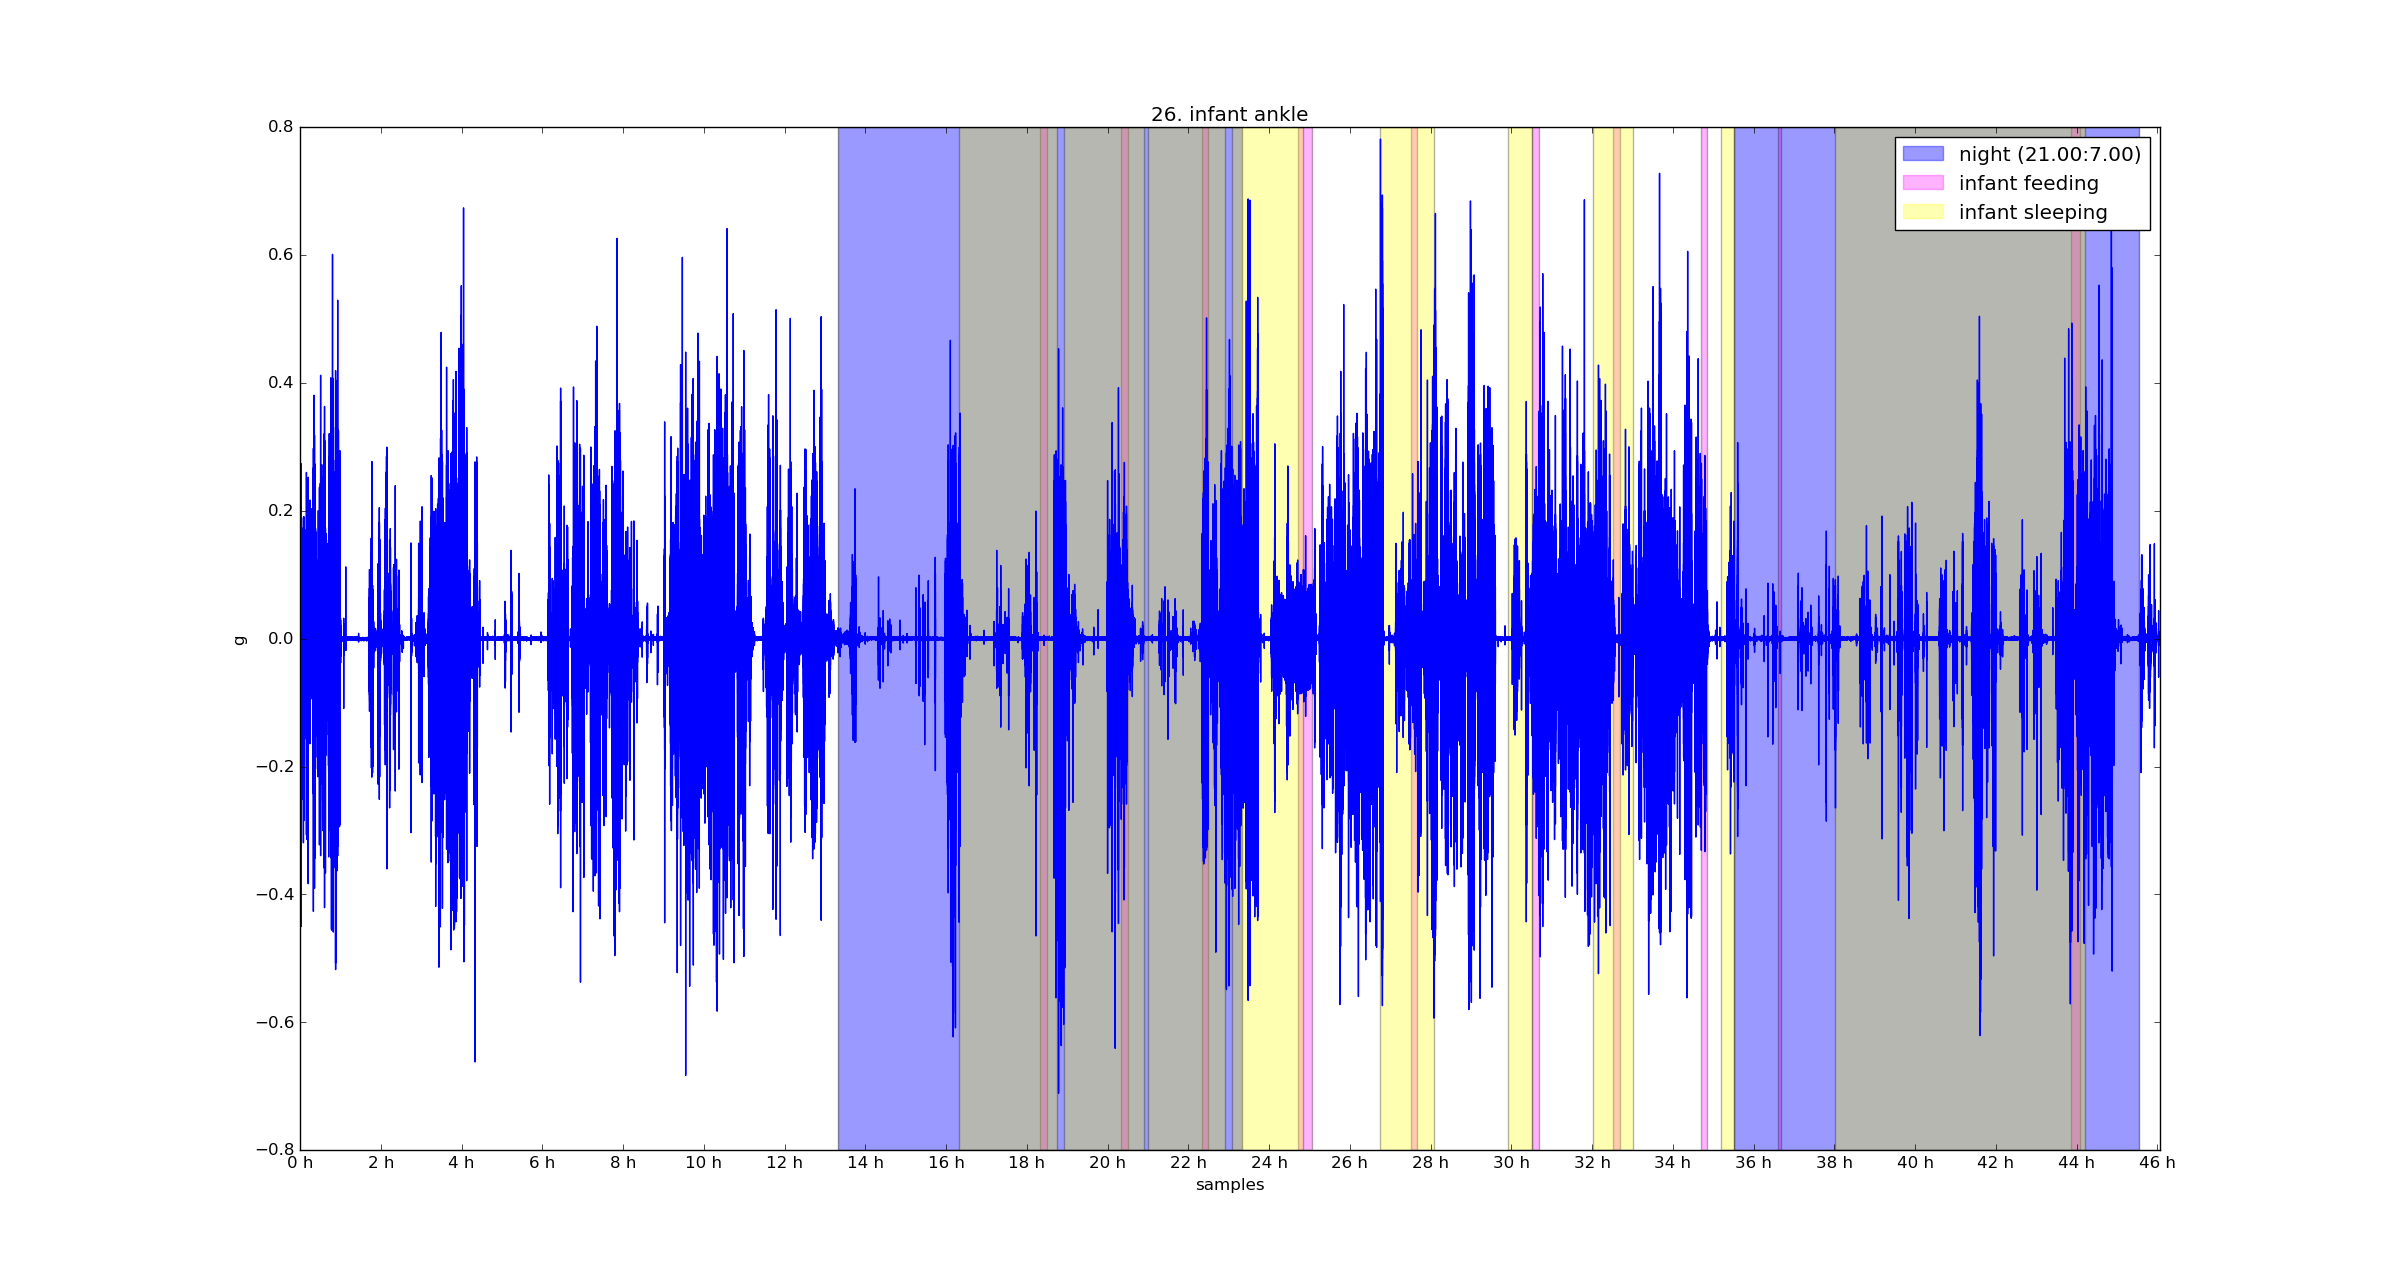 26. infant ankle
0.8
0.6
0.4
0.2
0.0
−0.2
−0.4
−0.6
−0.8
g
night (21.00:7.00)
infant feeding
infant sleeping
0 h 2 h 4 h 6 h 8 h 10 h 12 h 14 h 16 h 18 h 20 h 22 h 24 h 26 h 28 h 30 h 32 h 34 h 36 h 38 h 40 h 42 h 44 h 46 h
samples